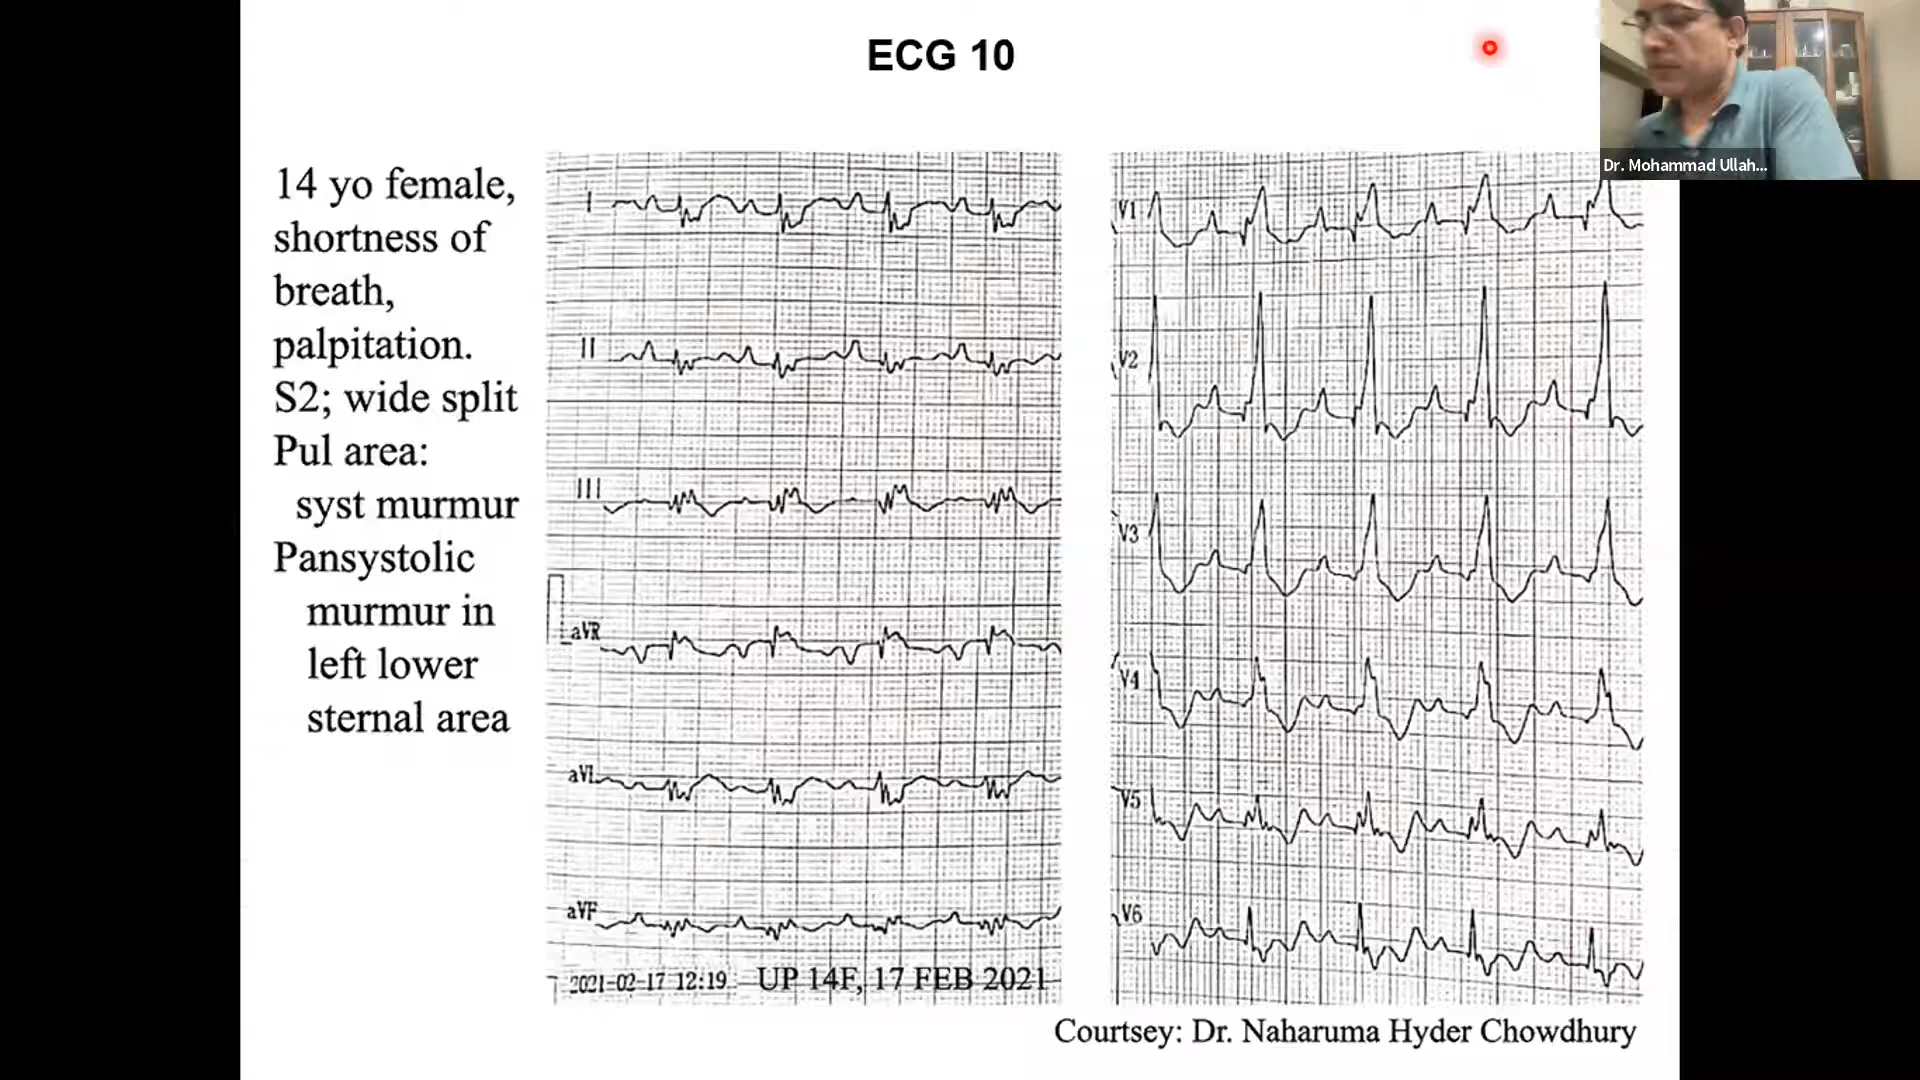 ECG 10
Dr. Mohammad Ullah...
14 yo female,
shortness of
breath,
palpitation.
S2; wide split
Pul area:
syst murmur
Pansystolic
murmur in
left lower
sternal area
I
II
III
aVR
aVL
aVF
2021-02-17 12:19
UP 14F, 17 FEB 2021
V1
V2
V3
V4
V5
V6
Courtsey: Dr. Naharuma Hyder Chowdhury